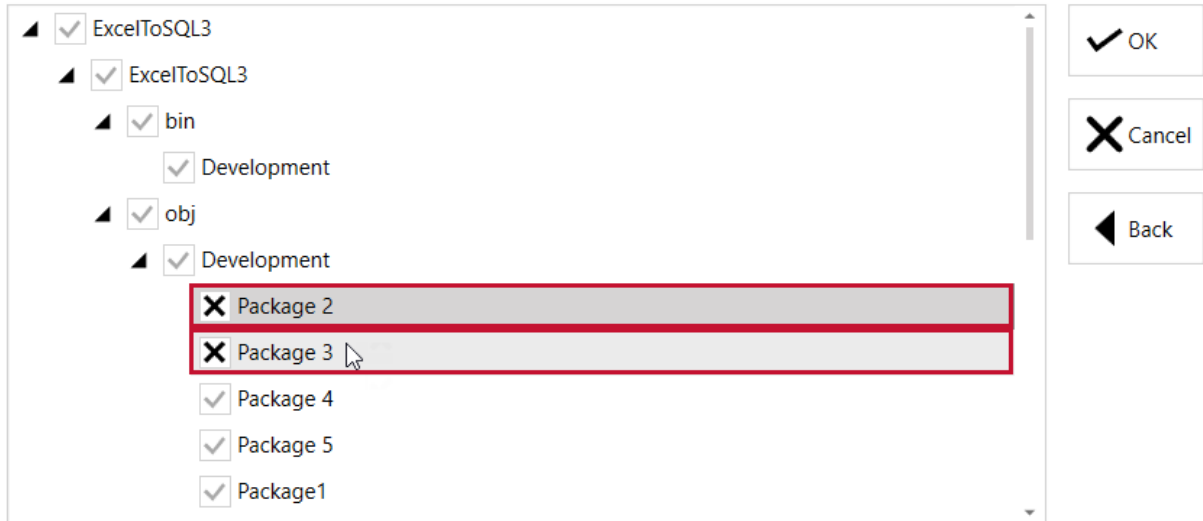 ExcelToSQL3
ExcelToSQL3
bin
Development
obj
Development
Package 2
Package 3
Package 4
Package 5
Package1
OK
Cancel
Back